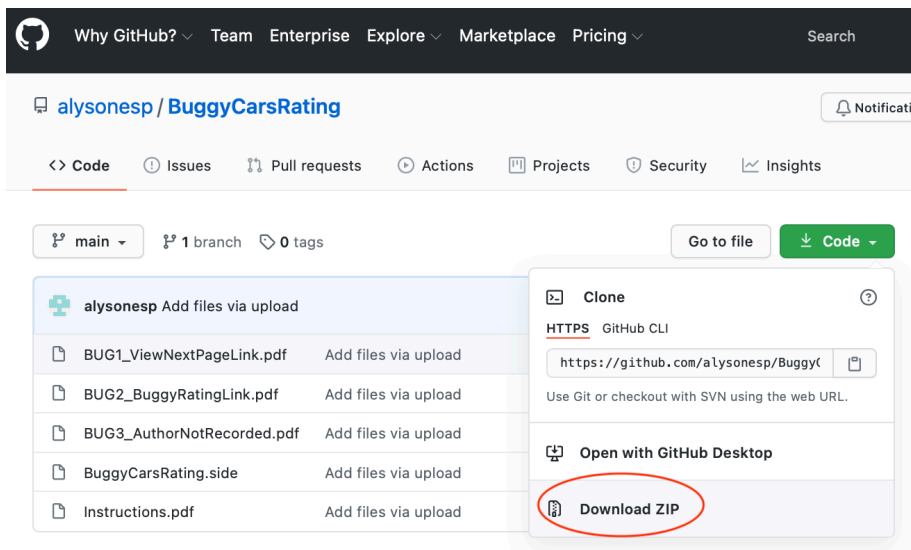 Why GitHub? Team Enterprise Explore Marketplace Pricing Search
alysonesp / BuggyCarsRating
Notificati
<> Code Issues Pull requests Actions Projects Security Insights
main 1 branch 0 tags Go to file Code
alysonesp Add files via upload
BUG1_ViewNextPageLink.pdf Add files via upload
BUG2_BuggyRatingLink.pdf Add files via upload
BUG3_AuthorNotRecorded.pdf Add files via upload
BuggyCarsRating.side Add files via upload
Instructions.pdf Add files via upload
Clone
HTTPS GitHub CLI
https://github.com/alysonesp/BuggyC
Use Git or checkout with SVN using the web URL.
Open with GitHub Desktop
Download ZIP